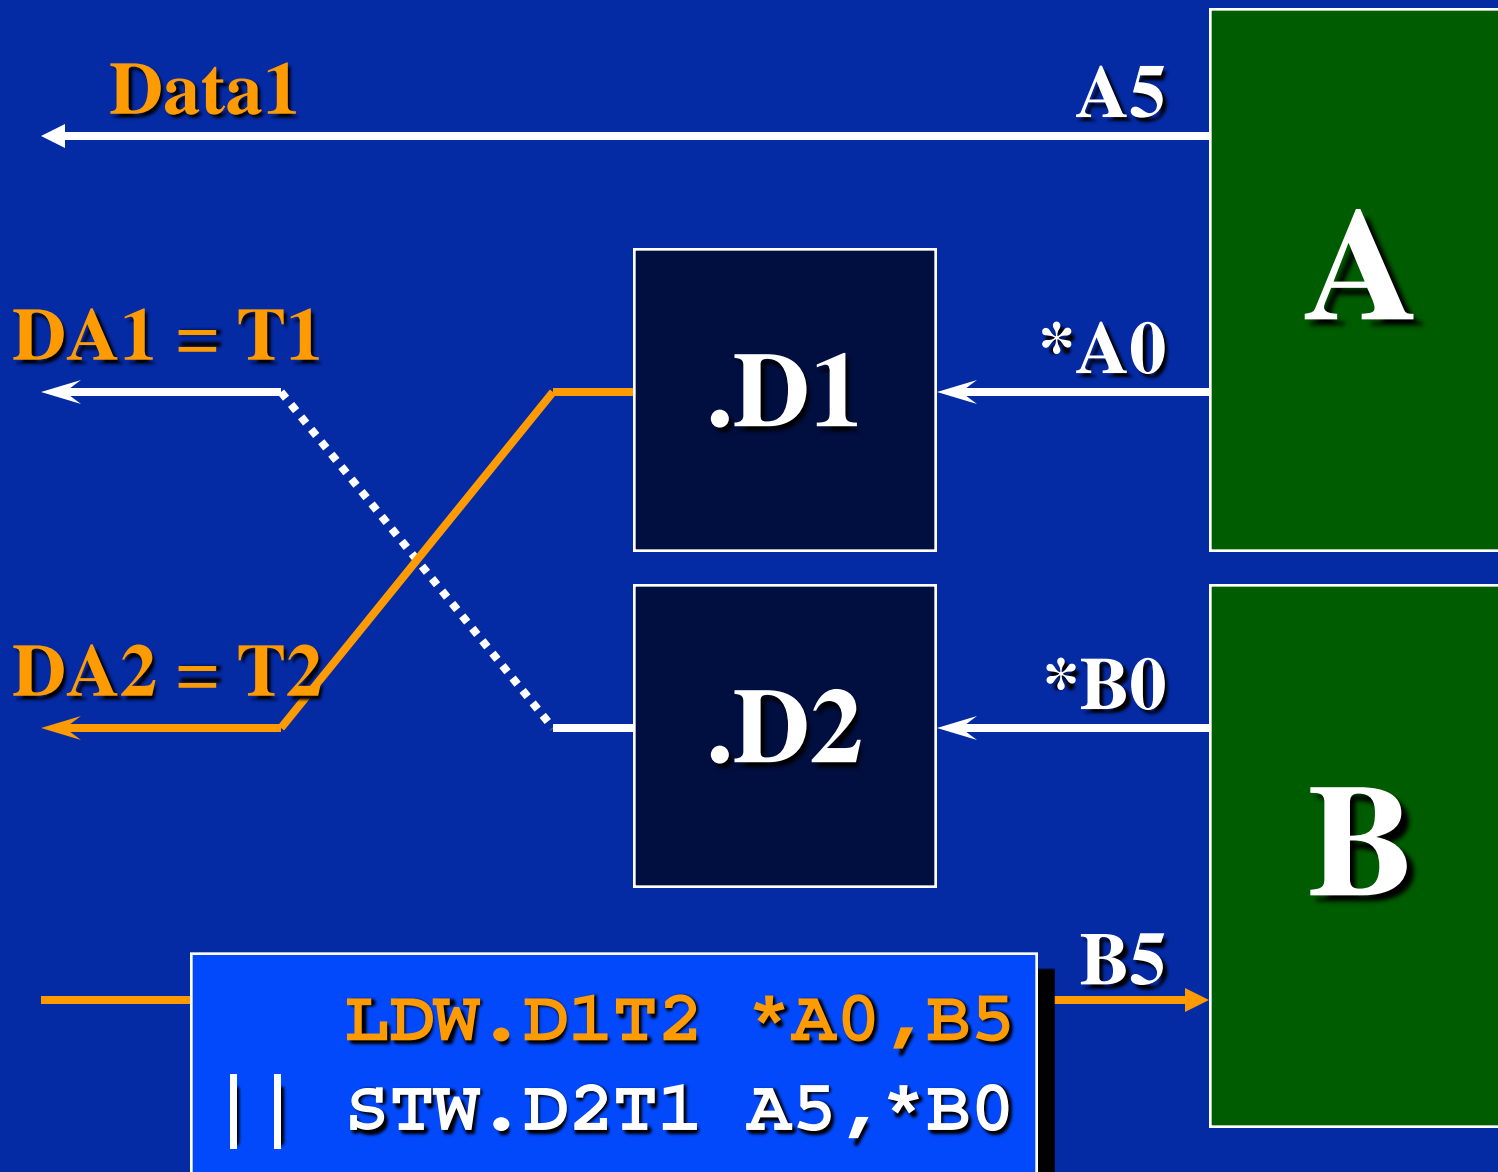 Data1
A5
A
DA1 = T1
.D1
*A0
DA2 = T2
.D2
*B0
B
B5
LDW.D1T2 *A0,B5
|| STW.D2T1 A5,*B0